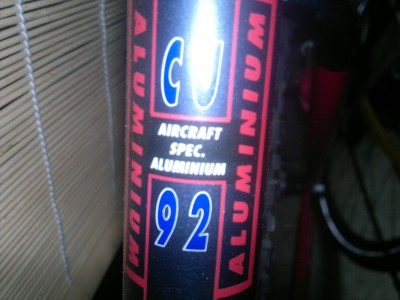 ALUMINIUM
CU
AIRCRAFT
SPEC.
ALUMINIUM
92
ALUMINIUM